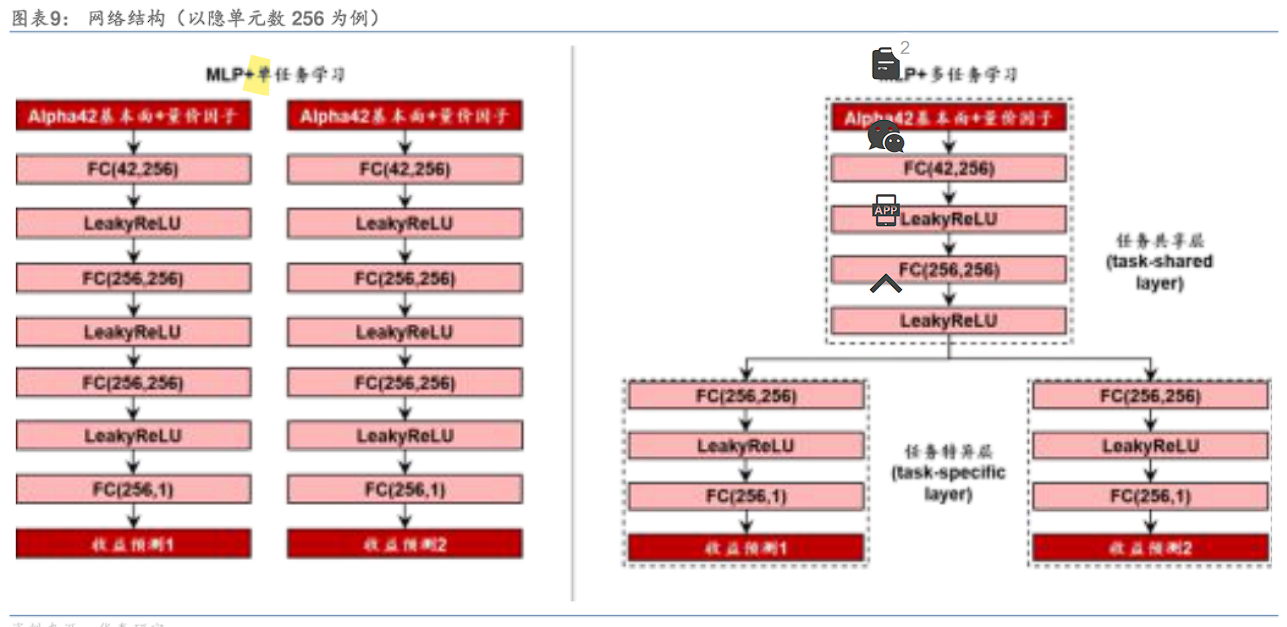 图表9： 网络结构（以隐单元数 256 为例）
MLP+单任务学习
Alpha42基本面+量价因子
FC(42,256)
LeakyReLU
FC(256,256)
LeakyReLU
FC(256,256)
LeakyReLU
FC(256,1)
收益预测1
Alpha42基本面+量价因子
FC(42,256)
LeakyReLU
FC(256,256)
LeakyReLU
FC(256,256)
LeakyReLU
FC(256,1)
收益预测2
2
MLP+多任务学习
Alpha42基本面+量价因子
FC(42,256)
APP
LeakyReLU
FC(256,256)
LeakyReLU
任务共享层
(task-shared
layer)
FC(256,256)
LeakyReLU
FC(256,1)
收益预测1
任务特异层
(task-specific
layer)
FC(256,256)
LeakyReLU
FC(256,1)
收益预测2